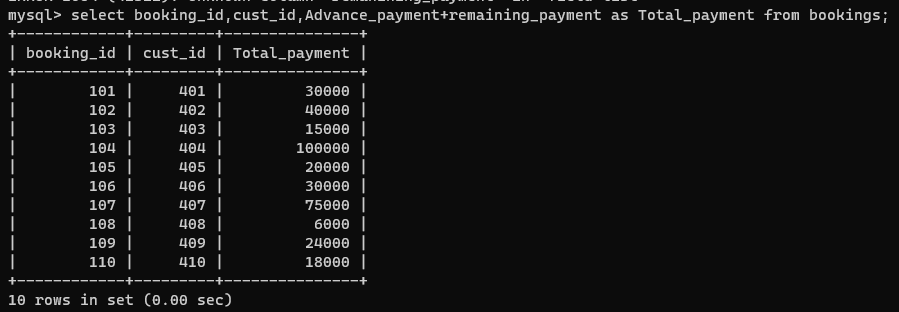 mysql> select booking_id,cust_id,Advance_payment+remaining_payment as Total_payment from bookings;
+------------+---------+---------------+
| booking_id | cust_id | Total_payment |
+------------+---------+---------------+
|        101 |     401 |         30000 |
|        102 |     402 |         40000 |
|        103 |     403 |         15000 |
|        104 |     404 |        100000 |
|        105 |     405 |         20000 |
|        106 |     406 |         30000 |
|        107 |     407 |         75000 |
|        108 |     408 |          6000 |
|        109 |     409 |         24000 |
|        110 |     410 |         18000 |
+------------+---------+---------------+
10 rows in set (0.00 sec)